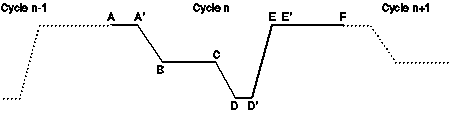 Cycle n-1 Cycle n Cycle n+1
A A' E E' F
B C
D D'